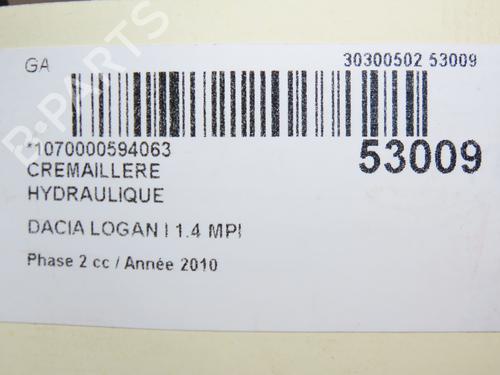 GA
30300502 53009
*1070000594063
53009
CREMAILLERE
HYDRAULIQUE
DACIA LOGAN I 1.4 MPI
Phase 2 cc / Année 2010
B-PARTS